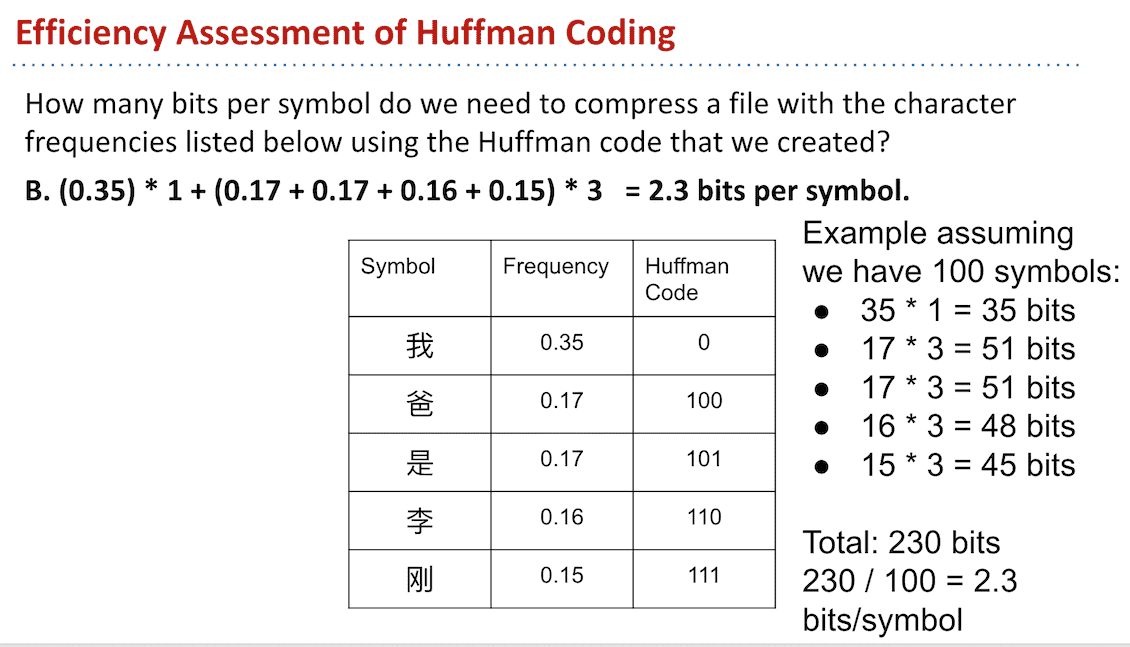 Efficiency Assessment of Huffman Coding
How many bits per symbol do we need to compress a file with the character
frequencies listed below using the Huffman code that we created?
B. (0.35) * 1 + (0.17 + 0.17 + 0.16 + 0.15) * 3 = 2.3 bits per symbol.
Symbol Frequency Huffman
Code
我 0.35 0
爸 0.17 100
是 0.17 101
李 0.16 110
刚 0.15 111
Example assuming
we have 100 symbols:
● 35 * 1 = 35 bits
● 17 * 3 = 51 bits
● 17 * 3 = 51 bits
● 16 * 3 = 48 bits
● 15 * 3 = 45 bits
Total: 230 bits
230 / 100 = 2.3
bits/symbol